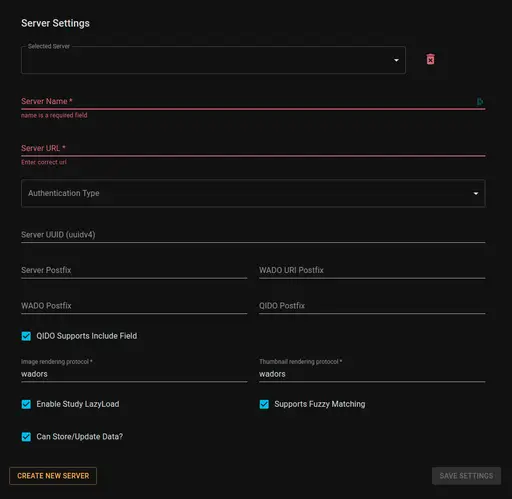 Server Settings
Selected Server
Server Name *
name is a required field
Server URL *
Enter correct url
Authentication Type
Server UUID (uuidv4)
Server Postfix
WADO URI Postfix
WADO Postfix
QIDO Postfix
QIDO Supports Include Field
Image rendering protocol *
Thumbnail rendering protocol *
wadors
wadors
Enable Study LazyLoad
Supports Fuzzy Matching
Can Store/Update Data?
CREATE NEW SERVER
SAVE SETTINGS